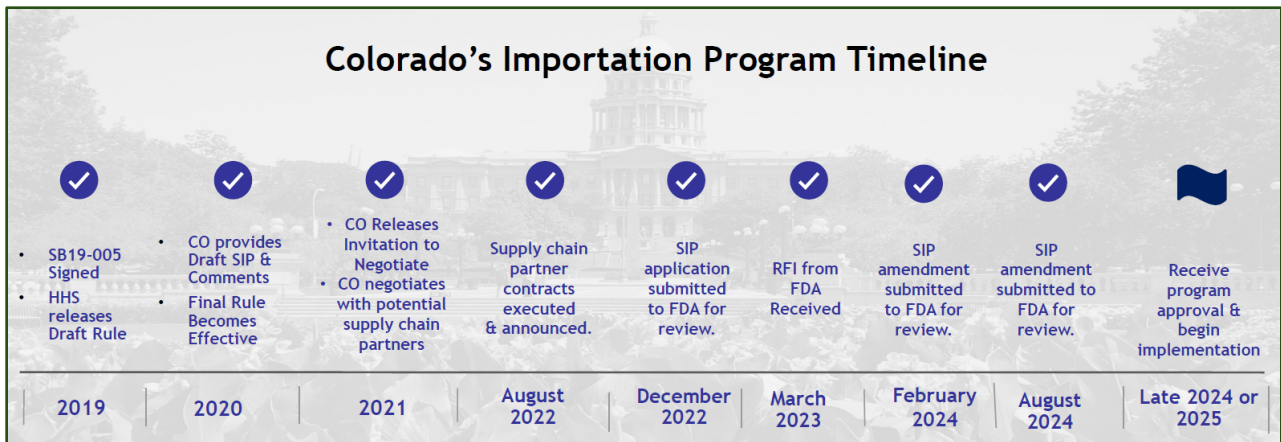 Colorado's Importation Program Timeline
• SB19-005
Signed
• HHS
releases
Draft Rule
• CO provides
Draft SIP &
Comments
• Final Rule
Becomes
Effective
• CO Releases
Invitation to
Negotiate
• CO negotiates
with potential
supply chain
partners
Supply chain
partner
contracts
executed
& announced.
SIP
application
submitted
to FDA for
review.
RFI from
FDA
Received
SIP
amendment
submitted
to FDA for
review.
SIP
amendment
submitted to
FDA for
review.
Receive
program
approval &
begin
implementation
2019
2020
2021
August
2022
December
2022
March
2023
February
2024
August
2024
Late 2024 or
2025